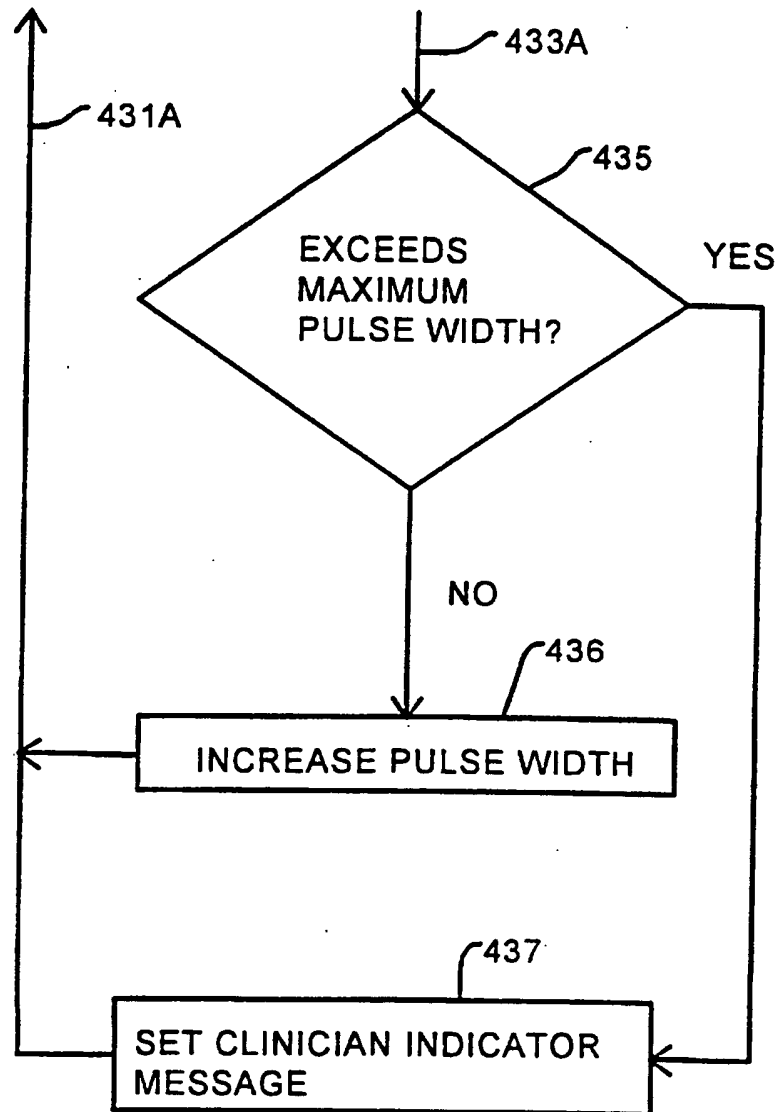 433A
431A
435
EXCEEDS
MAXIMUM
PULSE WIDTH?
YES
NO
436
INCREASE PULSE WIDTH
437
SET CLINICIAN INDICATOR
MESSAGE